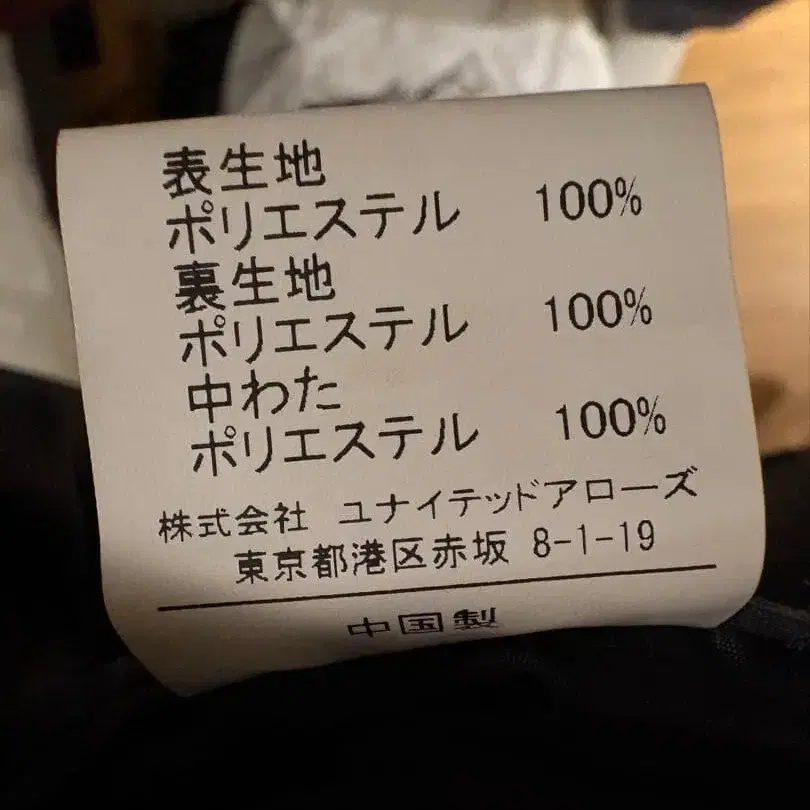 表生地
ポリエステル 100%
裏生地
ポリエステル 100%
中わた
ポリエステル 100%
株式会社 ユナイテッドアローズ
東京都港区赤坂 8-1-19
中国製